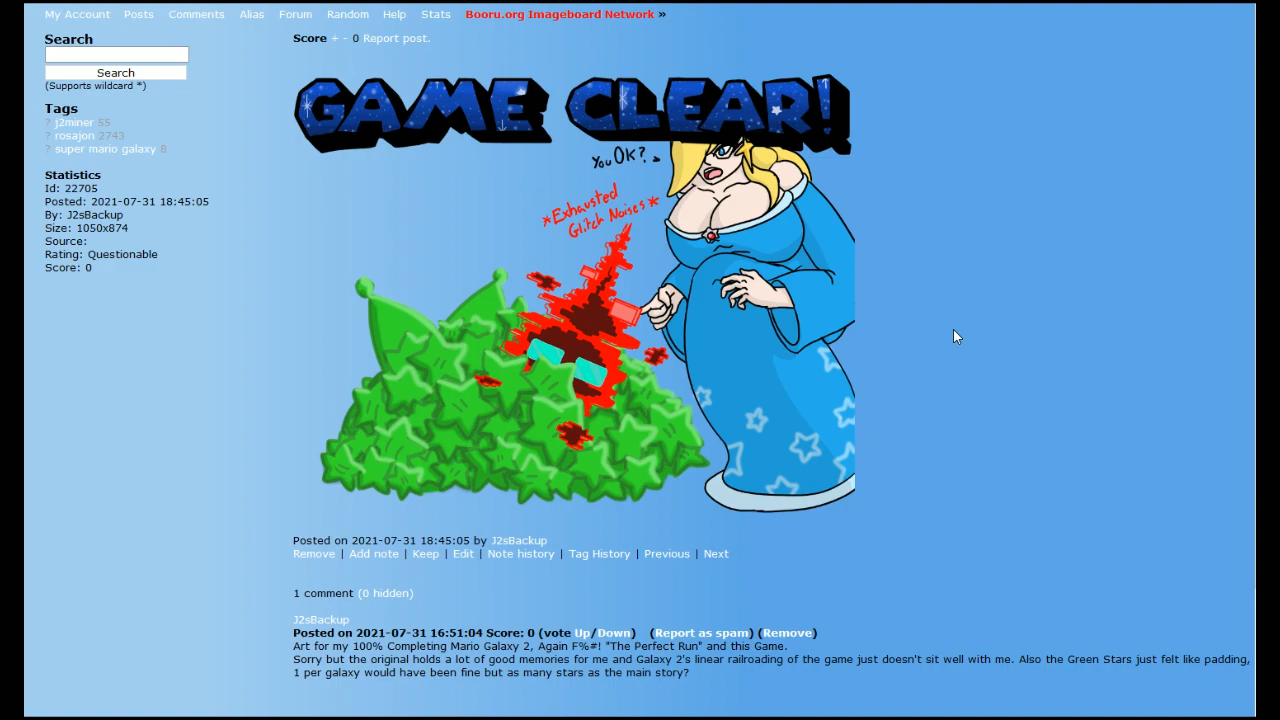 My Account Posts Comments Alias Forum Random Help Stats Booru.org Imageboard Network »
Search
Search
(Supports wildcard *)
Tags
? j2miner 55
? rosajon 2743
? super mario galaxy 8
Statistics
Id: 22705
Posted: 2021-07-31 18:45:05
By: J2sBackup
Size: 1050x874
Source:
Rating: Questionable
Score: 0
Score + - 0 Report post.
GAME CLEAR!
You OK?
*Exhausted
Glitch Noises*
Posted on 2021-07-31 18:45:05 by J2sBackup
Remove | Add note | Keep | Edit | Note history | Tag History | Previous | Next
1 comment (0 hidden)
J2sBackup
Posted on 2021-07-31 16:51:04 Score: 0 (vote Up/Down) (Report as spam) (Remove)
Art for my 100% Completing Mario Galaxy 2, Again F%#! "The Perfect Run" and this Game.
Sorry but the original holds a lot of good memories for me and Galaxy 2's linear railroading of the game just doesn't sit well with me. Also the Green Stars just felt like padding,
1 per galaxy would have been fine but as many stars as the main story?